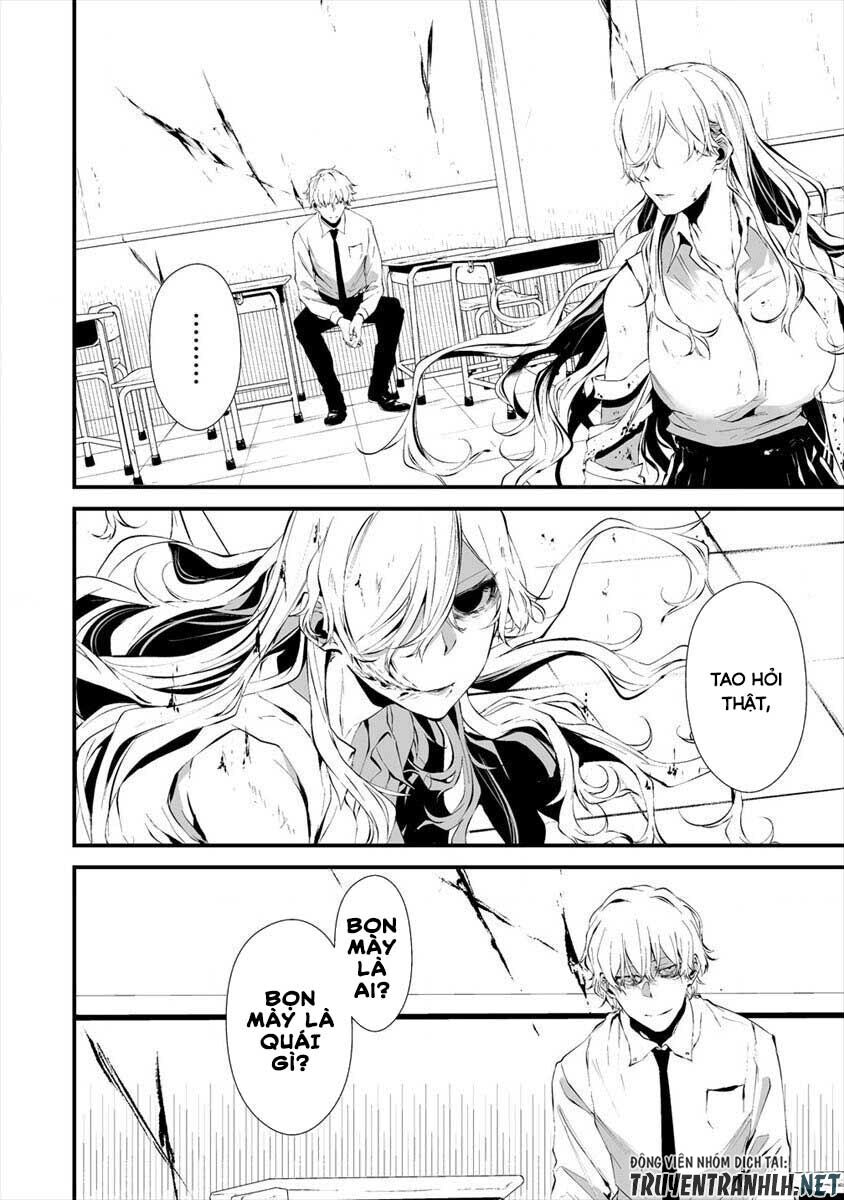 ………
TAO HỎI
THẬT,
BỌN
MÀY
LÀ
AI?
BỌN
MÀY LÀ
QUÁI
GÌ?
ĐỘNG VIÊN NHÓM DỊCH TẠI:
TRUYENTRANHLH.NET